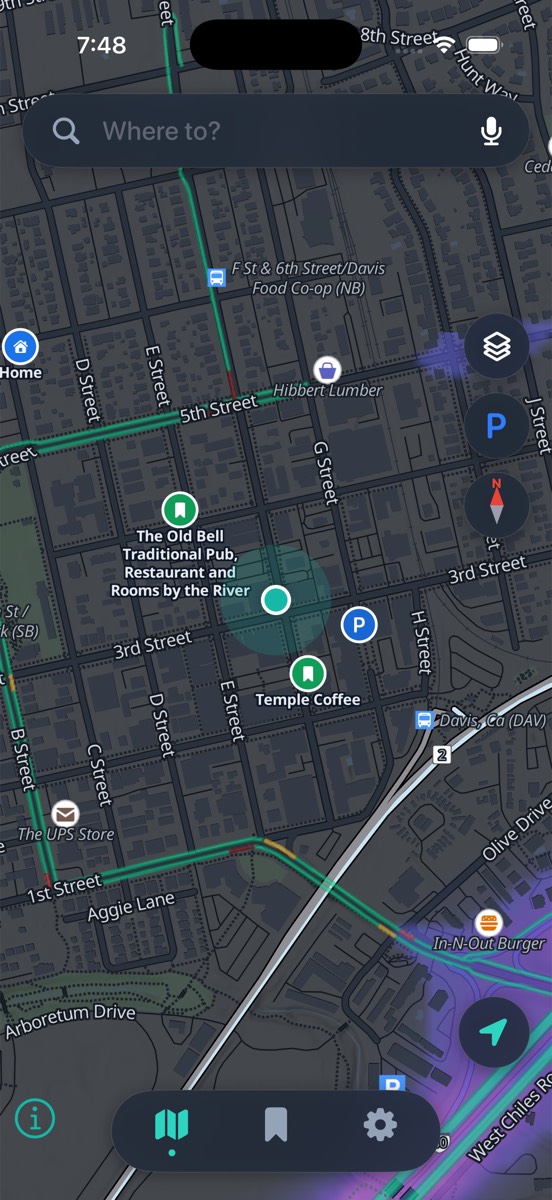 7:48
8th Street
Hunt Way
Where to?
F St & 6th Street/Davis
Food Co-op (NB)
Home
D Street
E Street
Hibbert Lumber
5th Street
P
J Street
G Street
N
The Old Bell
Traditional Pub,
Restaurant and
Rooms by the River
3rd Street
St /
(SB)
P
H Street
3rd Street
Temple Coffee
E Street
D Street
Davis, Ca (DAV)
2
B Street
C Street
The UPS Store
Olive Drive
1st Street
Aggie Lane
In-N-Out Burger
Arboretum Drive
West Chiles Ro